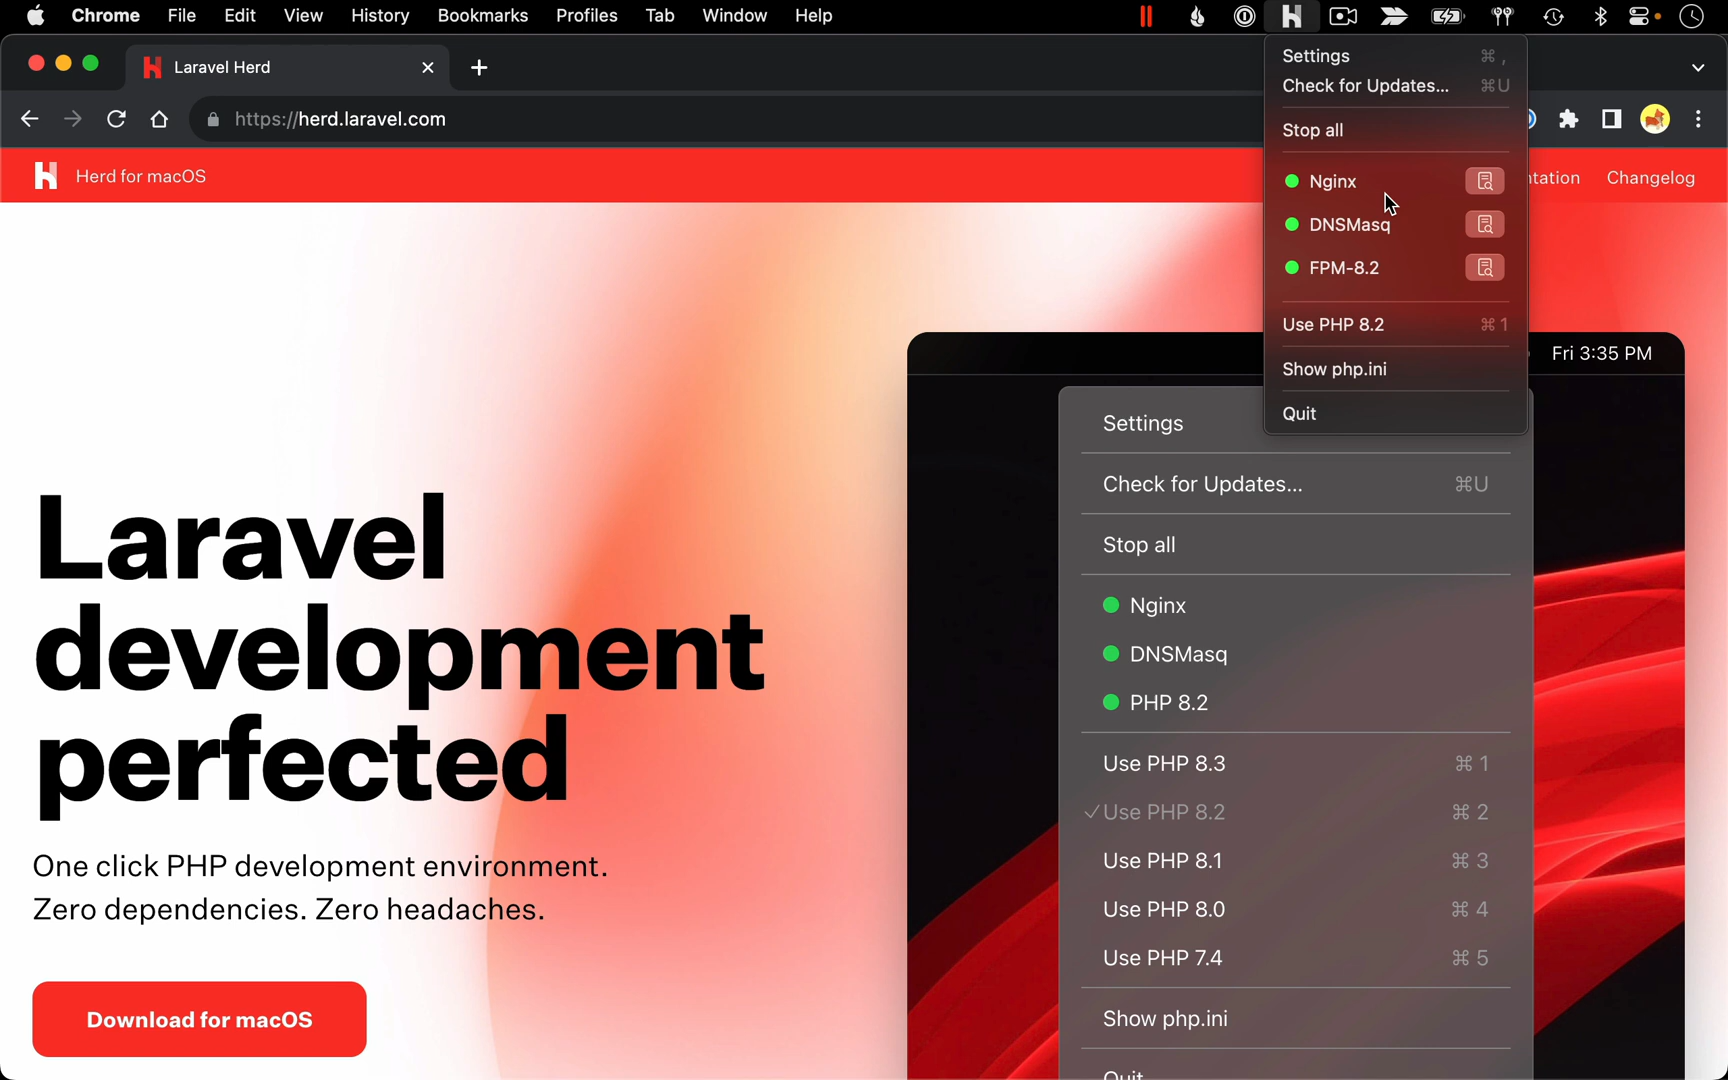 Chrome File Edit View History Bookmarks Profiles Tab Window Help
Laravel Herd
https://herd.laravel.com
Herd for macOS
ntation Changelog
Settings ⌘ ,
Check for Updates... ⌘U
Stop all
Nginx
DNSMasq
FPM-8.2
Use PHP 8.2 ⌘ 1
Show php.ini
Quit
Laravel
development
perfected
One click PHP development environment.
Zero dependencies. Zero headaches.
Download for macOS
Fri 3:35 PM
Settings
Check for Updates... ⌘U
Stop all
Nginx
DNSMasq
PHP 8.2
Use PHP 8.3 ⌘ 1
✓Use PHP 8.2 ⌘ 2
Use PHP 8.1 ⌘ 3
Use PHP 8.0 ⌘ 4
Use PHP 7.4 ⌘ 5
Show php.ini
Quit